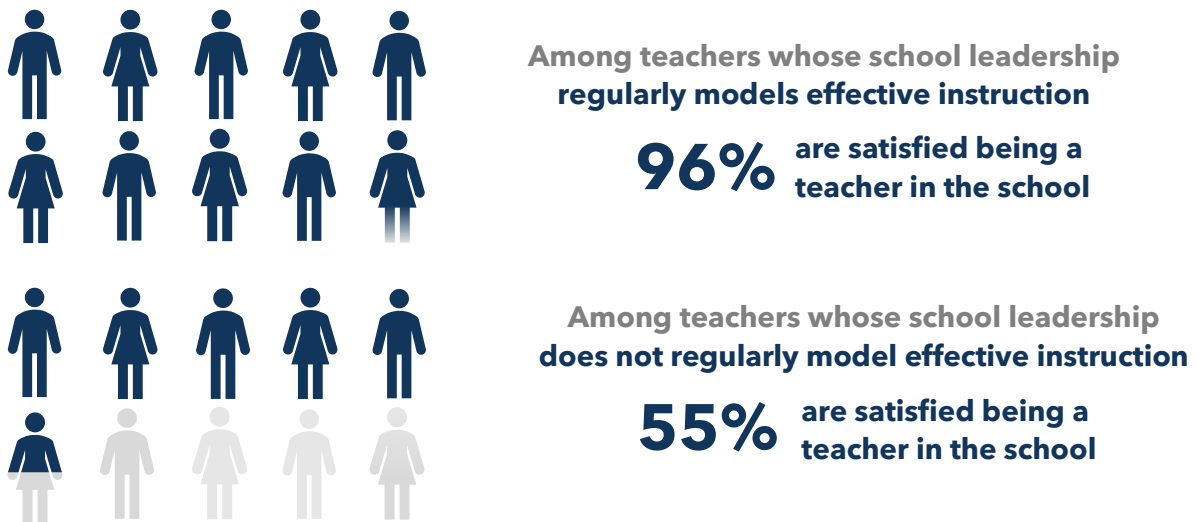 Among teachers whose school leadership
regularly models effective instruction
96% are satisfied being a
teacher in the school
Among teachers whose school leadership
does not regularly model effective instruction
55% are satisfied being a
teacher in the school